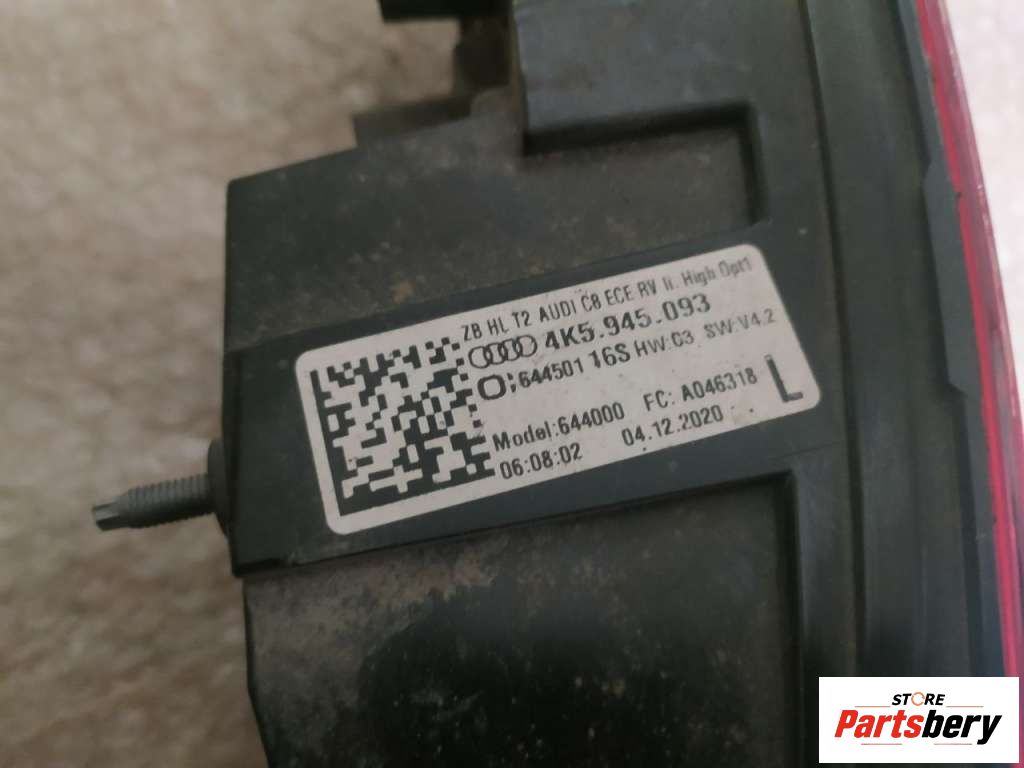 ZB HL T2 AUDI C8 ECE RV li. High Opt1
4K5.945.093
644501 16S HW:03 SW:V4.2
Model:644000 FC: A046318
06:08:02 04.12.2020
L
STORE
Partsbery